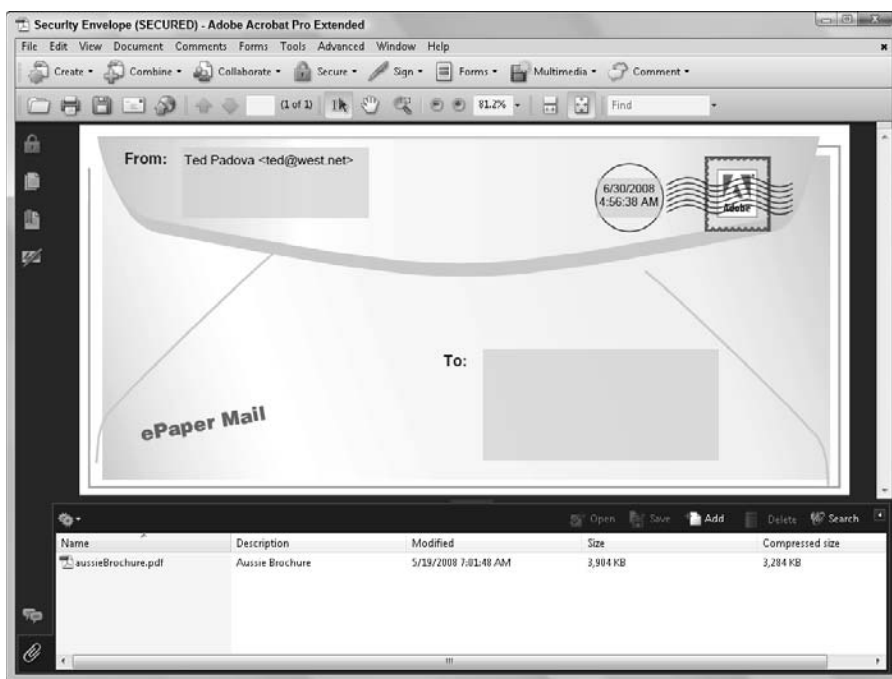 Security Envelope (SECURED) - Adobe Acrobat Pro Extended
File Edit View Document Comments Forms Tools Advanced Window Help
Create Combine Collaborate Secure Sign Forms Multimedia Comment
(1 of 1) 81.2% Find
From: Ted Padova <ted@west.net>
6/30/2008
4:56:38 AM
Adobe
To:
ePaper Mail
Open Save Add Delete Search
Name Description Modified Size Compressed size
aussieBrochure.pdf Aussie Brochure 5/19/2008 7:01:48 AM 3,904 KB 3,284 KB